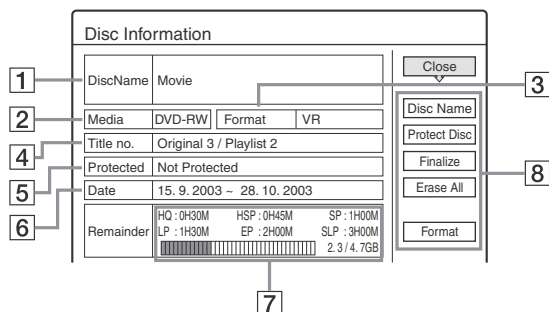 Disc Information
1 DiscName Movie Close
2 Media DVD-RW Format VR 3
Disc Name
4 Title no. Original 3 / Playlist 2
Protect Disc
5 Protected Not Protected
Finalize
6 Date 15. 9. 2003 ~ 28. 10. 2003
Erase All
8
Remainder
HQ : 0H30M HSP : 0H45M SP : 1H00M
LP : 1H30M EP : 2H00M SLP : 3H00M
2. 3 / 4. 7GB
Format
7